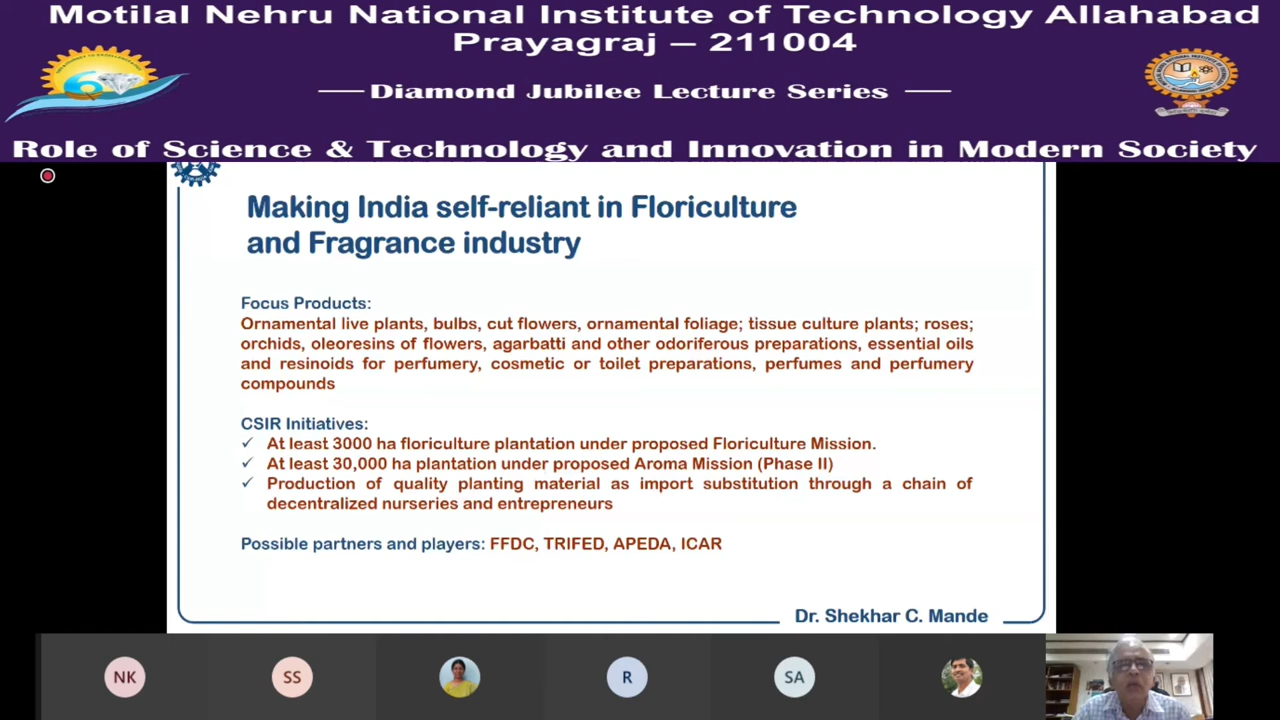 Motilal Nehru National Institute of Technology Allahabad
Prayagraj – 211004
Diamond Jubilee Lecture Series
Role of Science & Technology and Innovation in Modern Society
Making India self-reliant in Floriculture
and Fragrance industry
Focus Products:
Ornamental live plants, bulbs, cut flowers, ornamental foliage; tissue culture plants; roses;
orchids, oleoresins of flowers, agarbatti and other odoriferous preparations, essential oils
and resinoids for perfumery, cosmetic or toilet preparations, perfumes and perfumery
compounds
CSIR Initiatives:
✓ At least 3000 ha floriculture plantation under proposed Floriculture Mission.
✓ At least 30,000 ha plantation under proposed Aroma Mission (Phase II)
✓ Production of quality planting material as import substitution through a chain of
decentralized nurseries and entrepreneurs
Possible partners and players: FFDC, TRIFED, APEDA, ICAR
Dr. Shekhar C. Mande
NK
SS
R
SA